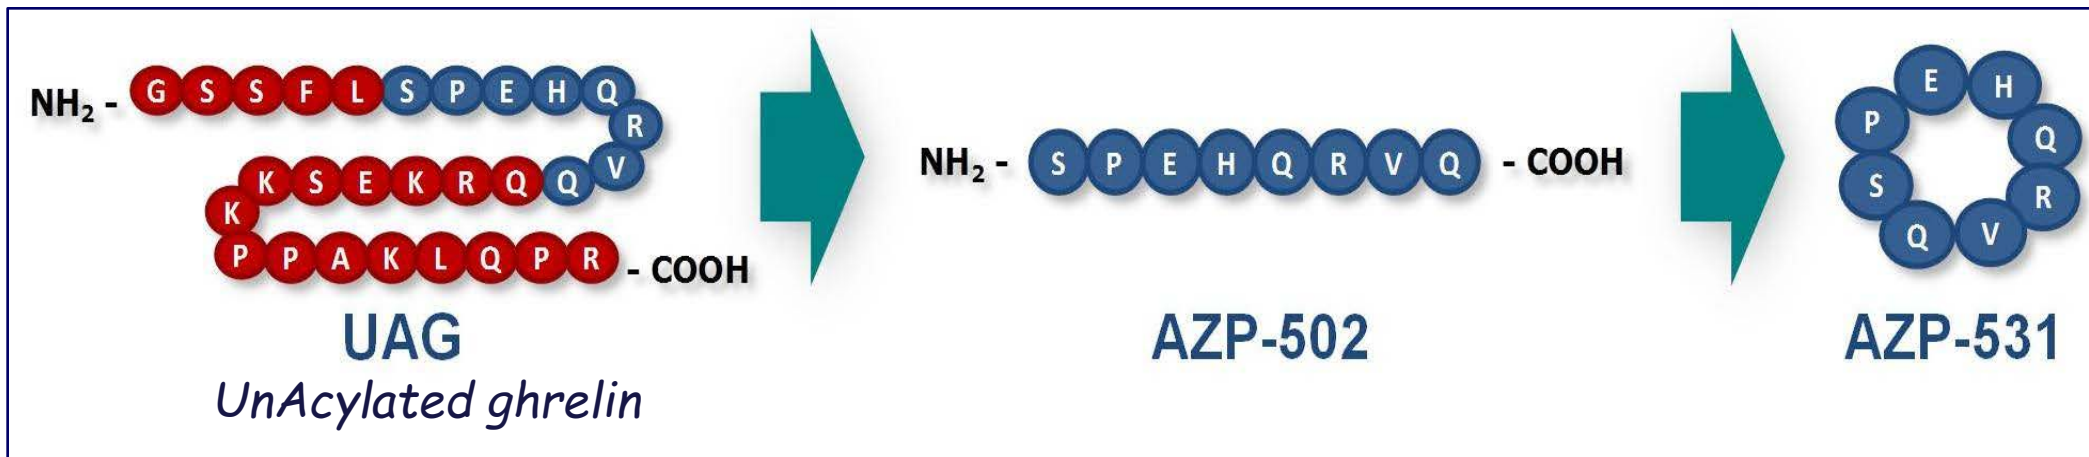 NH₂ - G S S F L S P E H Q
R
V
K S E K R Q Q
K
P P A K L Q P R - COOH
UAG
UnAcylated ghrelin
NH₂ - S P E H Q R V Q - COOH
AZP-502
E H
P Q
S R
Q V
AZP-531